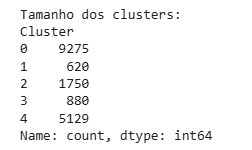 Tamanho dos clusters:
Cluster
0    9275
1     620
2    1750
3     880
4    5129
Name: count, dtype: int64